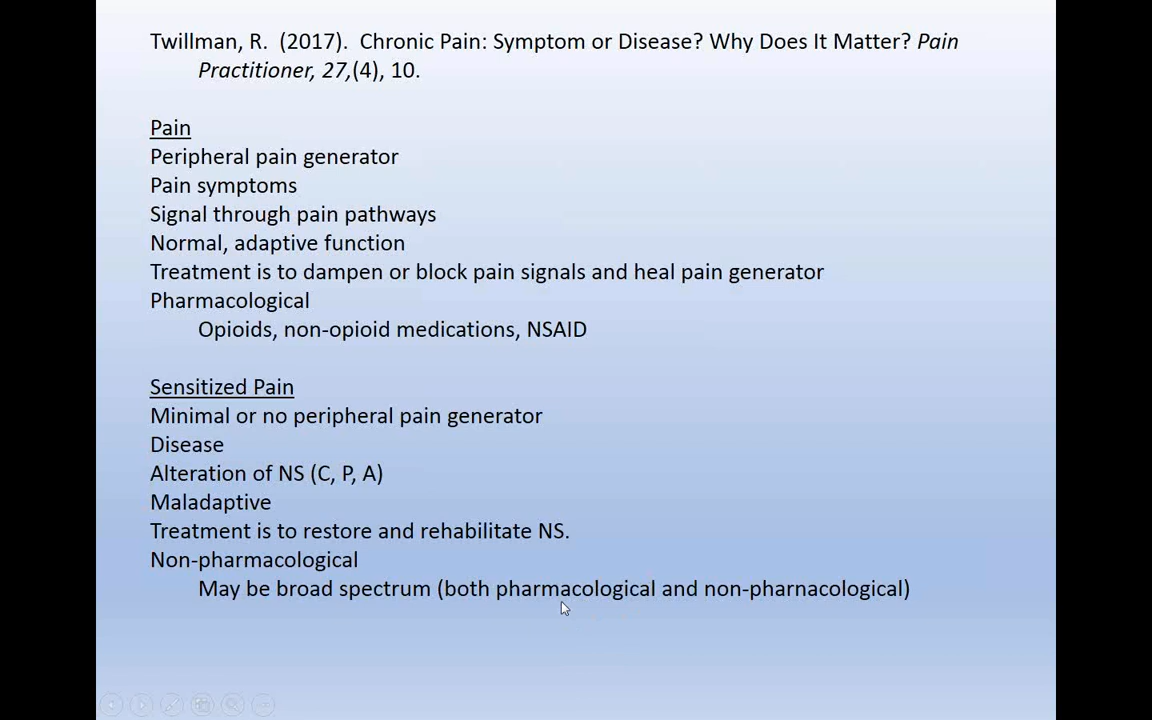 Twillman, R. (2017). Chronic Pain: Symptom or Disease? Why Does It Matter? Pain
Practitioner, 27,(4), 10.
Pain
Peripheral pain generator
Pain symptoms
Signal through pain pathways
Normal, adaptive function
Treatment is to dampen or block pain signals and heal pain generator
Pharmacological
Opioids, non-opioid medications, NSAID
Sensitized Pain
Minimal or no peripheral pain generator
Disease
Alteration of NS (C, P, A)
Maladaptive
Treatment is to restore and rehabilitate NS.
Non-pharmacological
May be broad spectrum (both pharmacological and non-pharnacological)